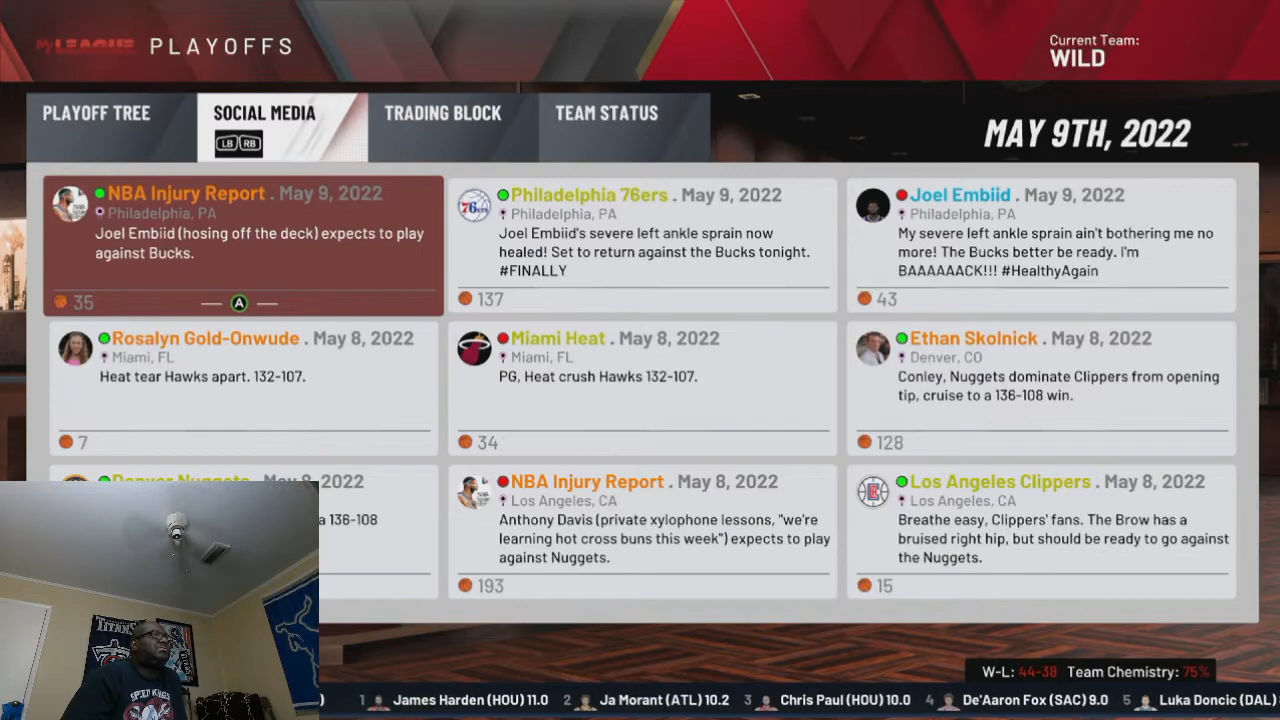 MyLEAGUE PLAYOFFS
Current Team:
WILD
PLAYOFF TREE
SOCIAL MEDIA
LB RB
TRADING BLOCK
TEAM STATUS
MAY 9TH, 2022
NBA Injury Report . May 9, 2022
Philadelphia, PA
Joel Embiid (hosing off the deck) expects to play
against Bucks.
35
A
76ers
Philadelphia 76ers . May 9, 2022
Philadelphia, PA
Joel Embiid's severe left ankle sprain now
healed! Set to return against the Bucks tonight.
#FINALLY
137
Joel Embiid . May 9, 2022
Philadelphia, PA
My severe left ankle sprain ain't bothering me no
more! The Bucks better be ready. I'm
BAAAAAACK!!! #HealthyAgain
43
Rosalyn Gold-Onwude . May 8, 2022
Miami, FL
Heat tear Hawks apart. 132-107.
7
Miami Heat . May 8, 2022
Miami, FL
PG, Heat crush Hawks 132-107.
34
Ethan Skolnick . May 8, 2022
Denver, CO
Conley, Nuggets dominate Clippers from opening
tip, cruise to a 136-108 win.
128
Denver Nuggets . May 8, 2022
a 136-108
NBA Injury Report . May 8, 2022
Los Angeles, CA
Anthony Davis (private xylophone lessons, "we're
learning hot cross buns this week") expects to play
against Nuggets.
193
Los Angeles Clippers . May 8, 2022
Los Angeles, CA
Breathe easy, Clippers' fans. The Brow has a
bruised right hip, but should be ready to go against
the Nuggets.
15
TITANS
W-L: 44-38 Team Chemistry: 75%
) 1 James Harden (HOU) 11.0 2 Ja Morant (ATL) 10.2 3 Chris Paul (HOU) 10.0 4 De'Aaron Fox (SAC) 9.0 5 Luka Doncic (DAL)